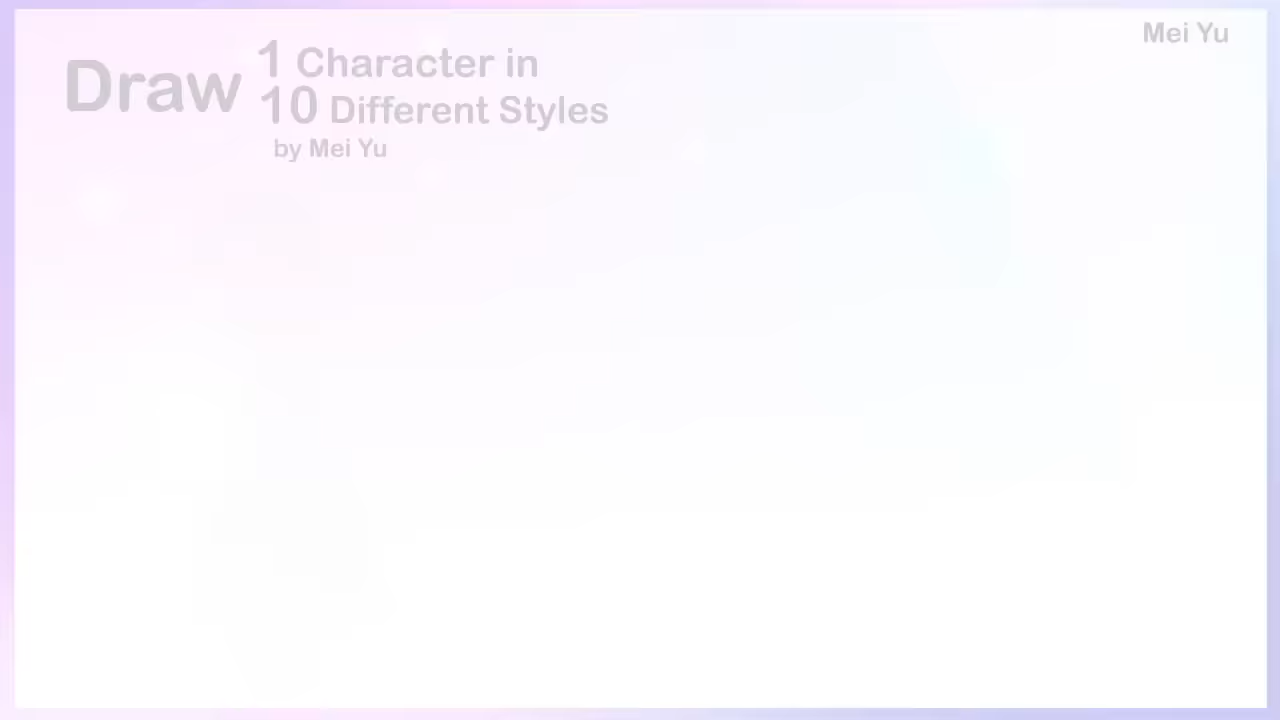 Mei Yu
Draw 1 Character in
10 Different Styles
by Mei Yu